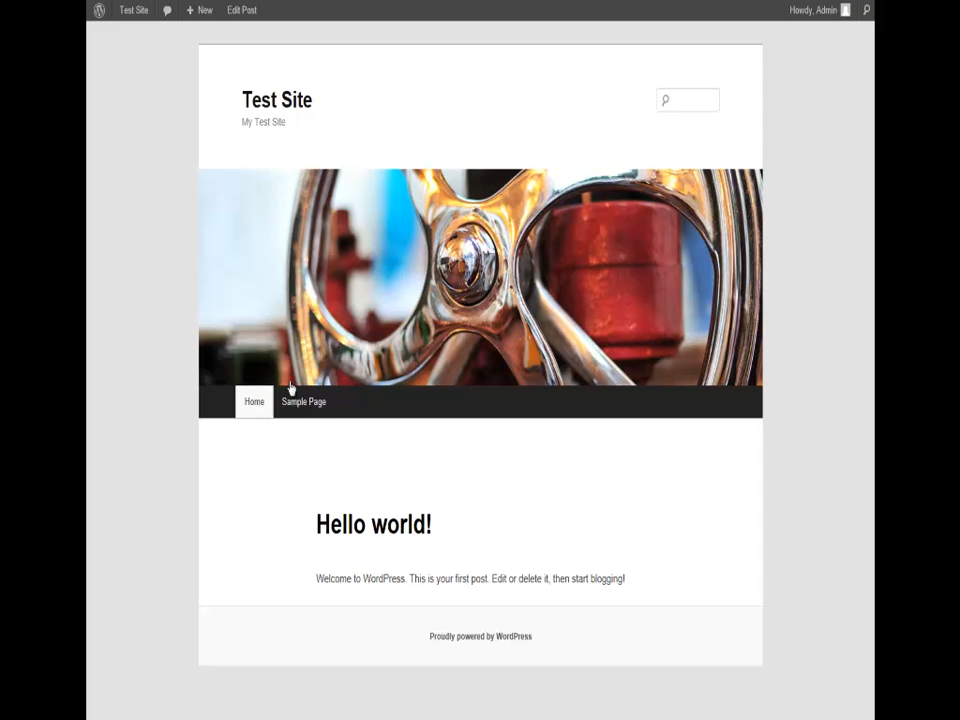 Test Site
New
Edit Post
Howdy, Admin
Test Site
My Test Site
Home
Sample Page
Hello world!
Welcome to WordPress. This is your first post. Edit or delete it, then start blogging!
Proudly powered by WordPress